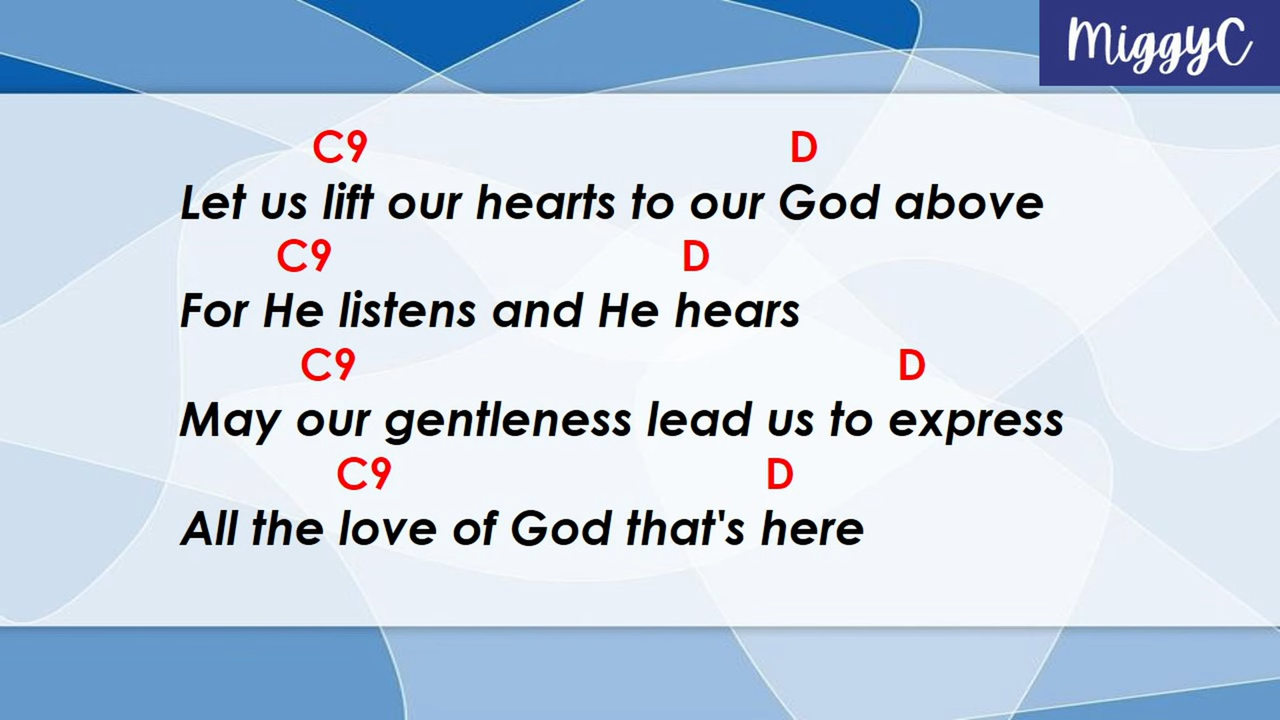 MiggyC
C9 D
Let us lift our hearts to our God above
C9 D
For He listens and He hears
C9 D
May our gentleness lead us to express
C9 D
All the love of God that's here